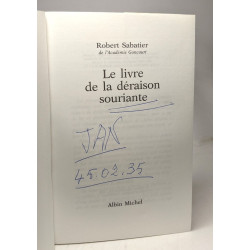 Robert Sabatier
de l'Académie Goncourt
Le livre
de la déraison
souriante
JAN
45.02.35
Albin Michel